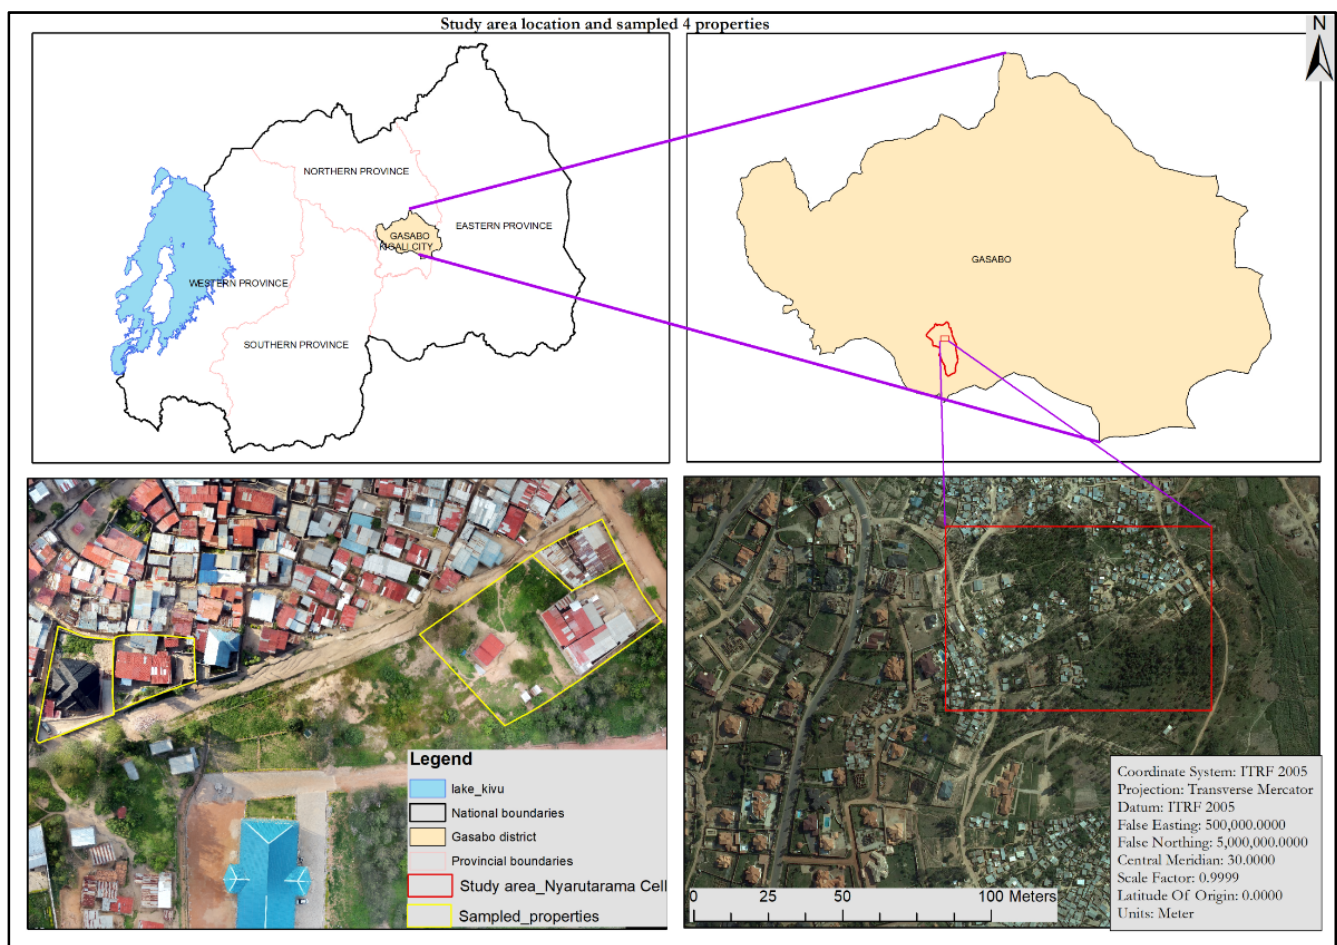 Study area location and sampled 4 properties
N
NORTHERN PROVINCE
EASTERN PROVINCE
GASABO
KIGALI CITY
WESTERN PROVINCE
SOUTHERN PROVINCE
GASABO
Legend
lake_kivu
National boundaries
Gasabo district
Provincial boundaries
Study area_Nyarutarama Cell
Sampled_properties
0 25 50 100 Meters
Coordinate System: ITRF 2005
Projection: Transverse Mercator
Datum: ITRF 2005
False Easting: 500,000.0000
False Northing: 5,000,000.0000
Central Meridian: 30.0000
Scale Factor: 0.9999
Latitude Of Origin: 0.0000
Units: Meter